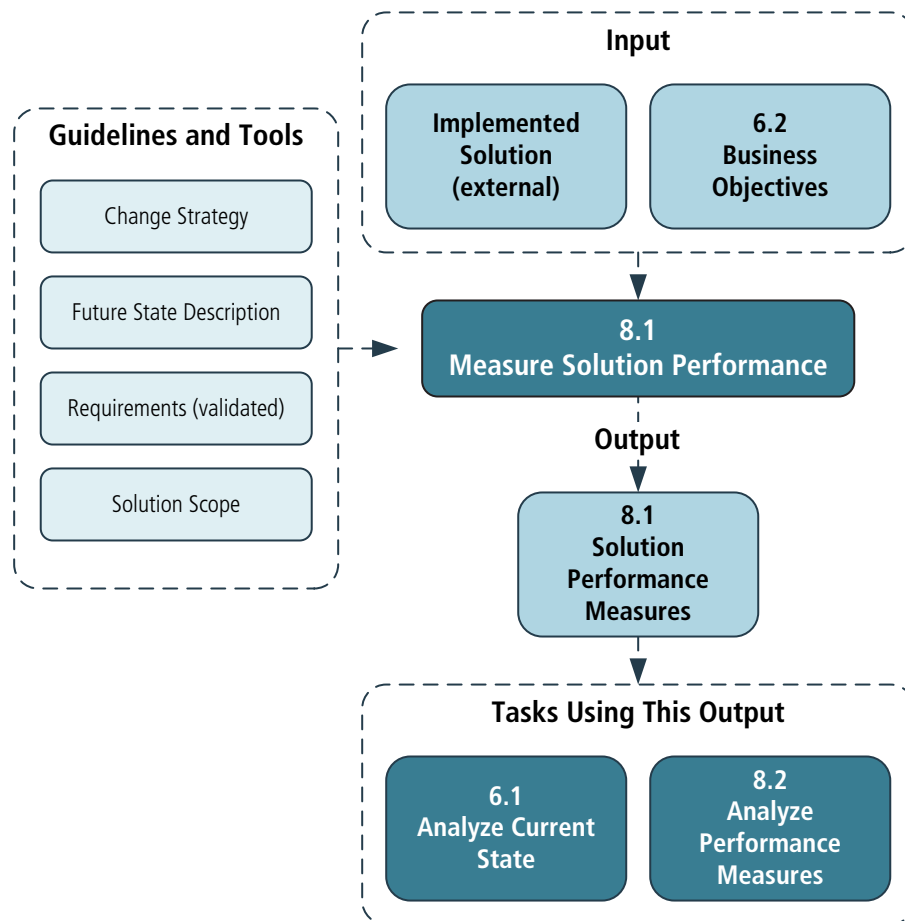 Input
Implemented
Solution
(external)
6.2
Business
Objectives
Guidelines and Tools
Change Strategy
Future State Description
Requirements (validated)
Solution Scope
8.1
Measure Solution Performance
Output
8.1
Solution
Performance
Measures
Tasks Using This Output
6.1
Analyze Current
State
8.2
Analyze
Performance
Measures